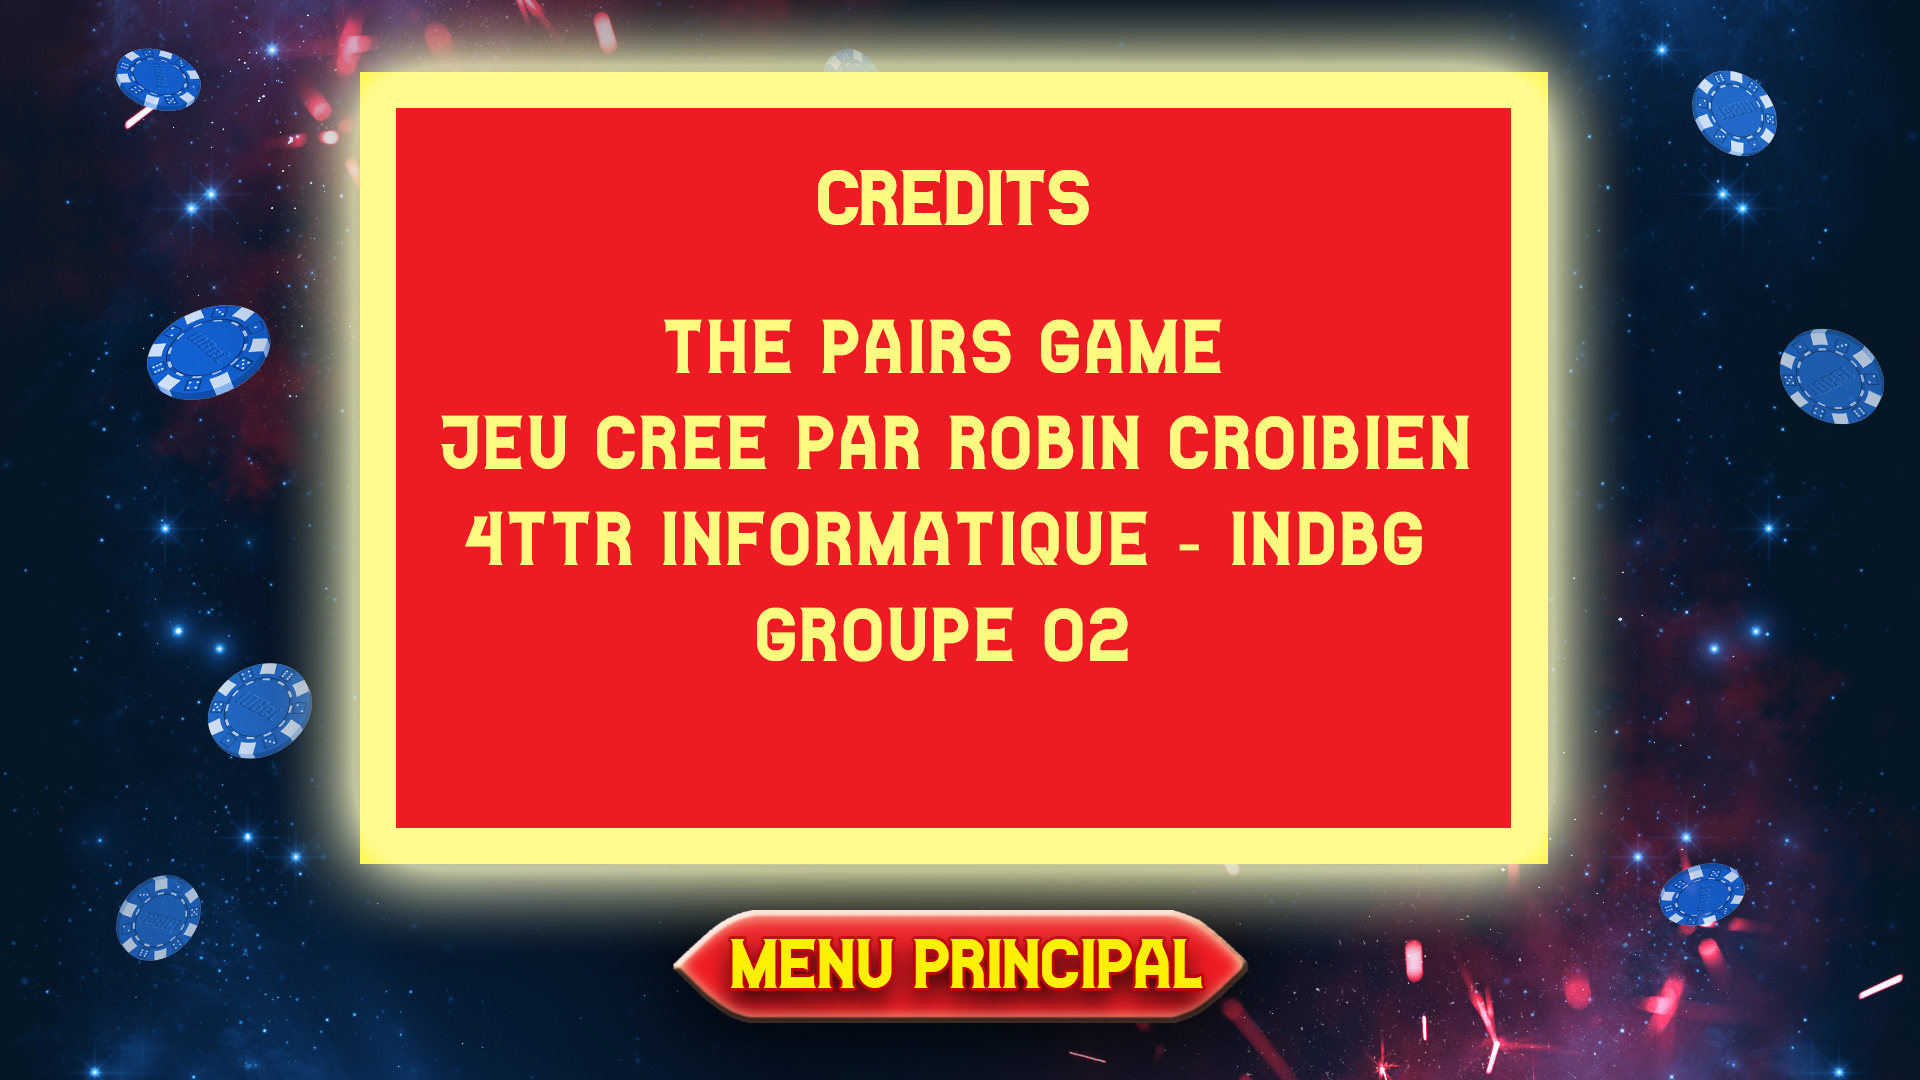 CREDITS
THE PAIRS GAME
JEU CREE PAR ROBIN CROIBIEN
4TTR INFORMATIQUE - INDBG
GROUPE 02
MENU PRINCIPAL